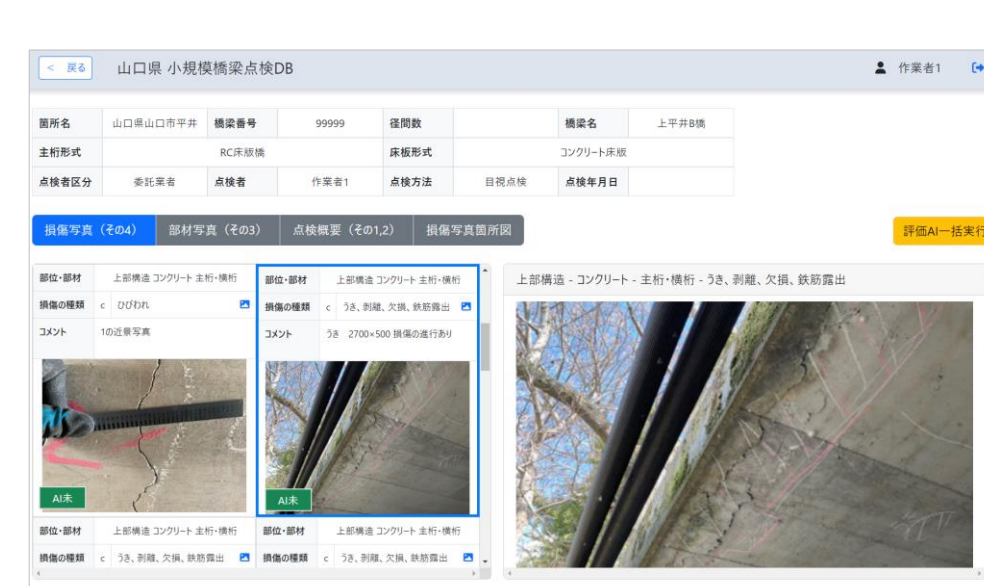 < 戻る 山口県 小規模橋梁点検DB 作業者1
箇所名 山口県山口市平井 橋梁番号 99999 径間数 橋梁名 上平井B橋
主桁形式 RC床版橋 床板形式 コンクリート床版
点検者区分 委託業者 点検者 作業者1 点検方法 目視点検 点検年月日
損傷写真（その4） 部材写真（その3） 点検概要（その1,2） 損傷写真箇所図 評価AI一括実行
部位・部材 上部構造 コンクリート 主桁・横桁
損傷の種類 c ひびわれ
コメント 1の近景写真
AI未
部位・部材 上部構造 コンクリート 主桁・横桁
損傷の種類 c うき、剥離、欠損、鉄筋露出
コメント うき 2700×500 損傷の進行あり
AI未
部位・部材 上部構造 コンクリート 主桁・横桁
損傷の種類 c うき、剥離、欠損、鉄筋露出
部位・部材 上部構造 コンクリート 主桁・横桁
損傷の種類 c うき、剥離、欠損、鉄筋露出
上部構造 - コンクリート - 主桁・横桁 - うき、剥離、欠損、鉄筋露出